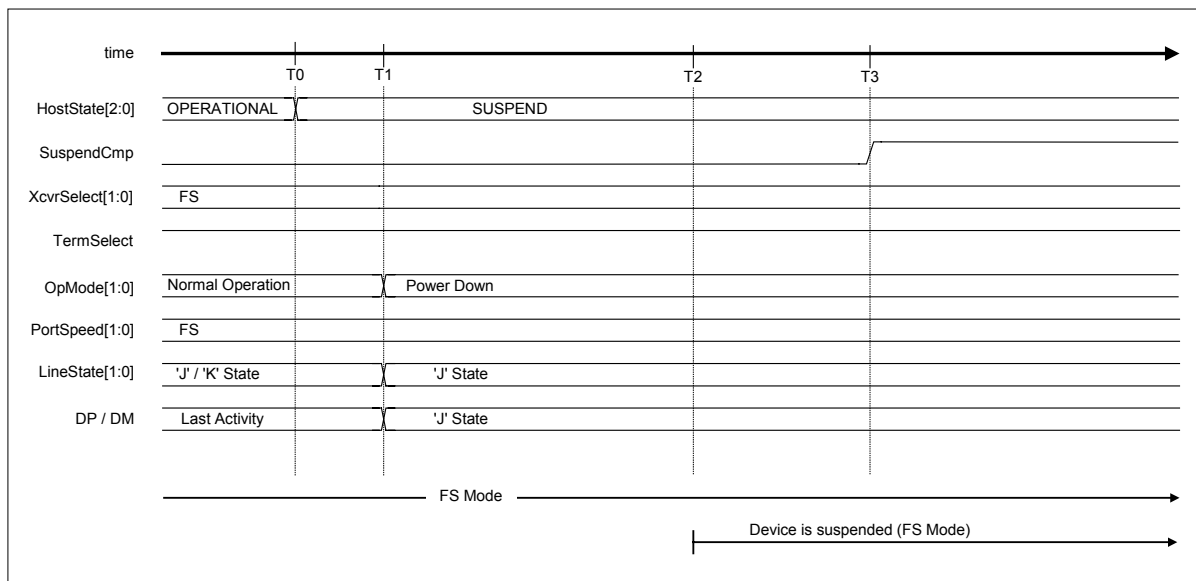 time
T0 T1 T2 T3
HostState[2:0] OPERATIONAL SUSPEND
SuspendCmp
XcvrSelect[1:0] FS
TermSelect
OpMode[1:0] Normal Operation Power Down
PortSpeed[1:0] FS
LineState[1:0] 'J' / 'K' State 'J' State
DP / DM Last Activity 'J' State
FS Mode
Device is suspended (FS Mode)